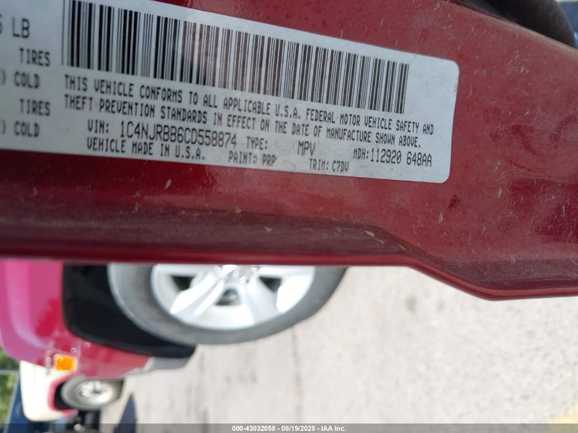 LB
TIRES
COLD
TIRES
COLD
THIS VEHICLE CONFORMS TO ALL APPLICABLE U.S.A. FEDERAL MOTOR VEHICLE SAFETY AND
THEFT PREVENTION STANDARDS IN EFFECT ON THE DATE OF MANUFACTURE SHOWN ABOVE.
VIN: 1C4NJRBB6CD558874 TYPE: MPV MDH:112920 648AA
VEHICLE MADE IN U.S.A. PAINT: PRP TRIM: C7DV
000-43032058 - 08/19/2025 - IAA Inc.